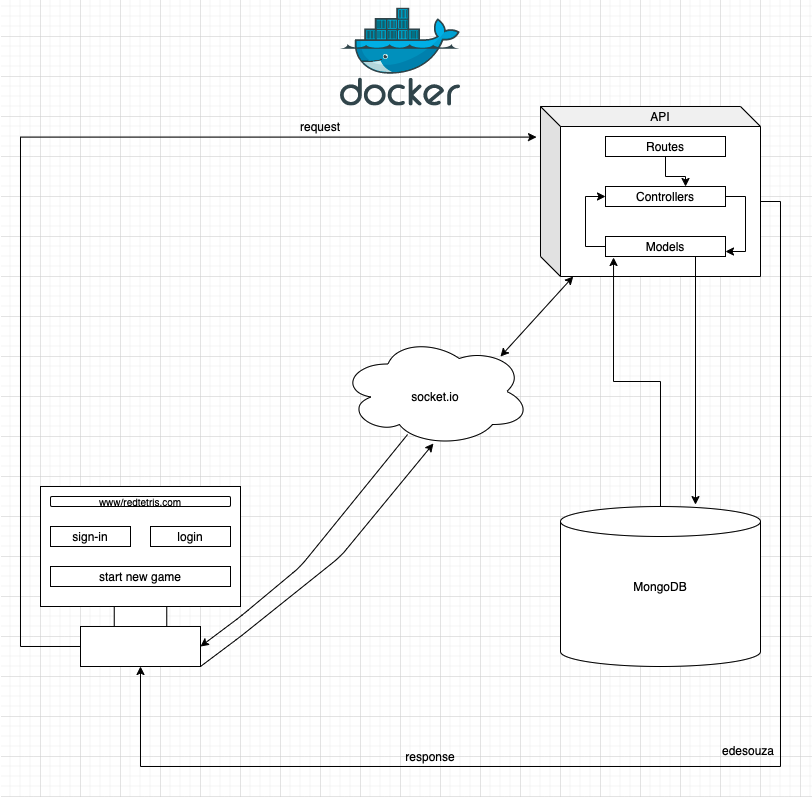 docker
API
request
Routes
Controllers
Models
socket.io
www/redtetris.com
sign-in
login
start new game
MongoDB
edesouza
response